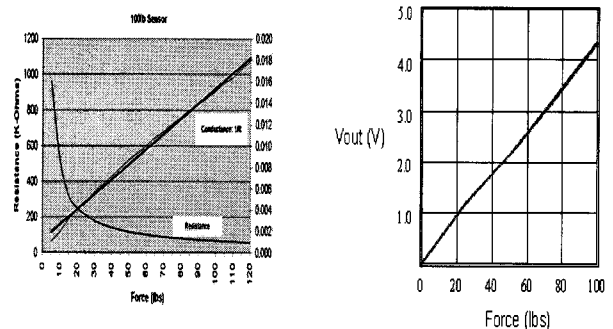 100lb Sensor
Resistance (K-Ohms)
1200
1000
800
600
400
200
0
0.020
0.018
0.016
0.014
0.012
0.010
0.008
0.006
0.004
0.002
0.000
Conductance: 1/R
Resistance
0 10 20 30 40 50 60 70 80 90 100 110 120
Force (lbs)
Vout (V)
5.0
4.0
3.0
2.0
1.0
0
0 20 40 60 80 100
Force (lbs)